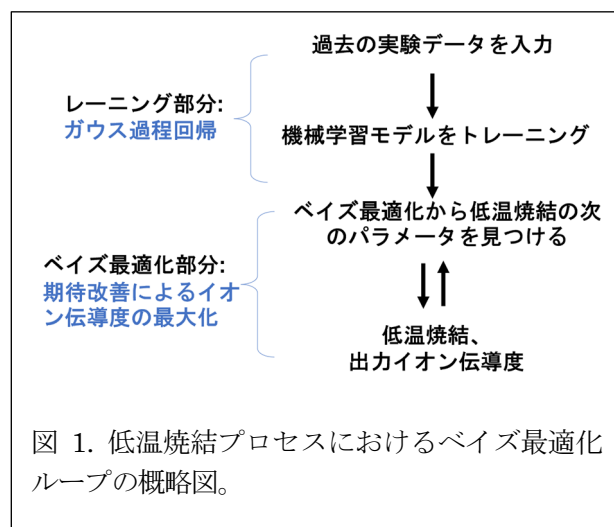 過去の実験データを入力
レーニング部分:
ガウス過程回帰
機械学習モデルをトレーニング
ベイズ最適化から低温焼結の次
のパラメータを見つける
ベイズ最適化部分:
期待改善によるイオ
ン伝導度の最大化
低温焼結、
出力イオン伝導度
図 1. 低温焼結プロセスにおけるベイズ最適化
ループの概略図。